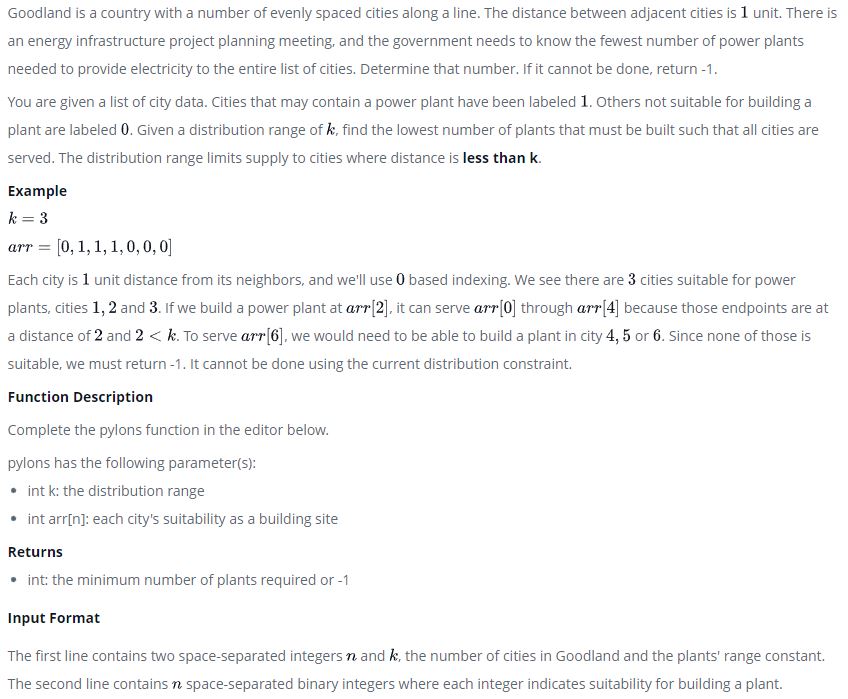 Goodland is a country with a number of evenly spaced cities along a line. The distance between adjacent cities is 1 unit. There is
an energy infrastructure project planning meeting, and the government needs to know the fewest number of power plants
needed to provide electricity to the entire list of cities. Determine that number. If it cannot be done, return -1.
You are given a list of city data. Cities that may contain a power plant have been labeled 1. Others not suitable for building a
plant are labeled 0. Given a distribution range of k, find the lowest number of plants that must be built such that all cities are
served. The distribution range limits supply to cities where distance is less than k.
Example
k = 3
arr = [0, 1, 1, 1, 0, 0, 0]
Each city is 1 unit distance from its neighbors, and we'll use 0 based indexing. We see there are 3 cities suitable for power
plants, cities 1, 2 and 3. If we build a power plant at arr[2], it can serve arr[0] through arr[4] because those endpoints are at
a distance of 2 and 2 < k. To serve arr[6], we would need to be able to build a plant in city 4, 5 or 6. Since none of those is
suitable, we must return -1. It cannot be done using the current distribution constraint.
Function Description
Complete the pylons function in the editor below.
pylons has the following parameter(s):
• int k: the distribution range
• int arr[n]: each city's suitability as a building site
Returns
• int: the minimum number of plants required or -1
Input Format
The first line contains two space-separated integers n and k, the number of cities in Goodland and the plants' range constant.
The second line contains n space-separated binary integers where each integer indicates suitability for building a plant.